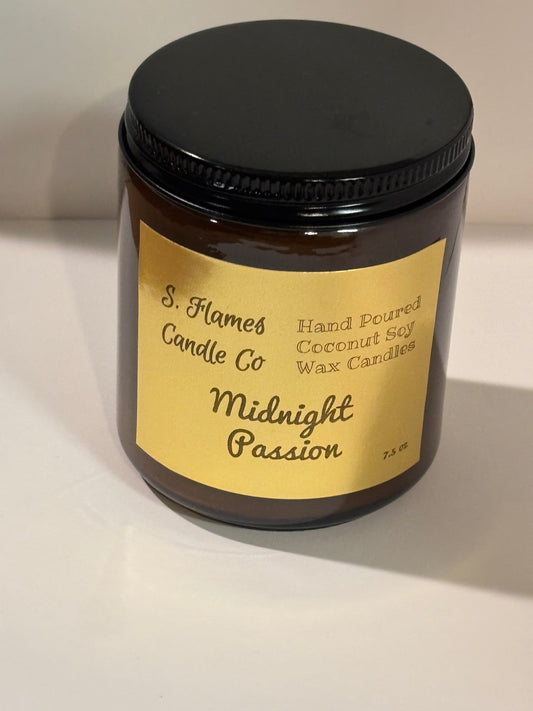 S. Flames
Candle Co
Hand Poured
Coconut Soy
Wax Candles
Midnight
Passion
7.5 oz